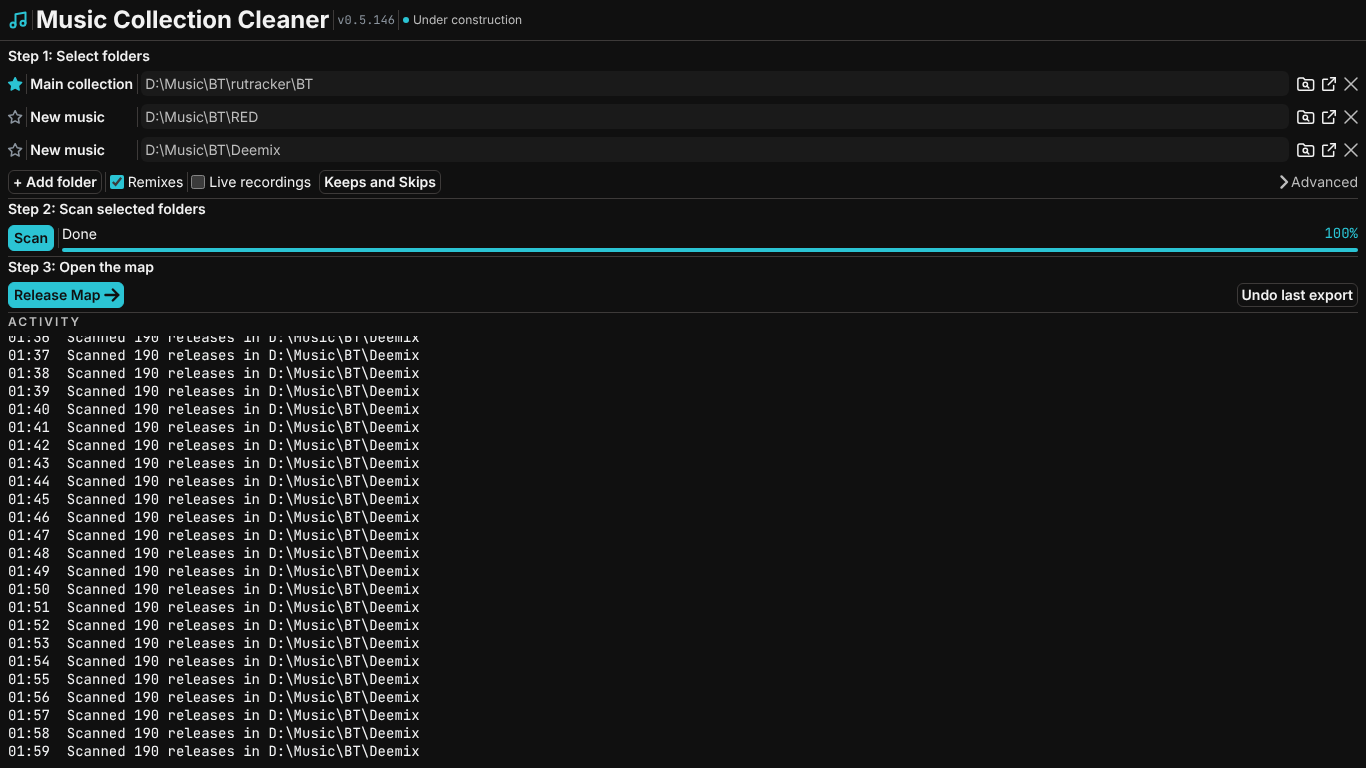 Music Collection Cleaner v0.5.146 Under construction
Step 1: Select folders
Main collection D:\Music\BT\rutracker\BT
New music D:\Music\BT\RED
New music D:\Music\BT\Deemix
+ Add folder Remixes Live recordings Keeps and Skips Advanced
Step 2: Scan selected folders
Scan Done 100%
Step 3: Open the map
Release Map Undo last export
ACTIVITY
01:36 Scanned 190 releases in D:\Music\BT\Deemix
01:37 Scanned 190 releases in D:\Music\BT\Deemix
01:38 Scanned 190 releases in D:\Music\BT\Deemix
01:39 Scanned 190 releases in D:\Music\BT\Deemix
01:40 Scanned 190 releases in D:\Music\BT\Deemix
01:41 Scanned 190 releases in D:\Music\BT\Deemix
01:42 Scanned 190 releases in D:\Music\BT\Deemix
01:43 Scanned 190 releases in D:\Music\BT\Deemix
01:44 Scanned 190 releases in D:\Music\BT\Deemix
01:45 Scanned 190 releases in D:\Music\BT\Deemix
01:46 Scanned 190 releases in D:\Music\BT\Deemix
01:47 Scanned 190 releases in D:\Music\BT\Deemix
01:48 Scanned 190 releases in D:\Music\BT\Deemix
01:49 Scanned 190 releases in D:\Music\BT\Deemix
01:50 Scanned 190 releases in D:\Music\BT\Deemix
01:51 Scanned 190 releases in D:\Music\BT\Deemix
01:52 Scanned 190 releases in D:\Music\BT\Deemix
01:53 Scanned 190 releases in D:\Music\BT\Deemix
01:54 Scanned 190 releases in D:\Music\BT\Deemix
01:55 Scanned 190 releases in D:\Music\BT\Deemix
01:56 Scanned 190 releases in D:\Music\BT\Deemix
01:57 Scanned 190 releases in D:\Music\BT\Deemix
01:58 Scanned 190 releases in D:\Music\BT\Deemix
01:59 Scanned 190 releases in D:\Music\BT\Deemix